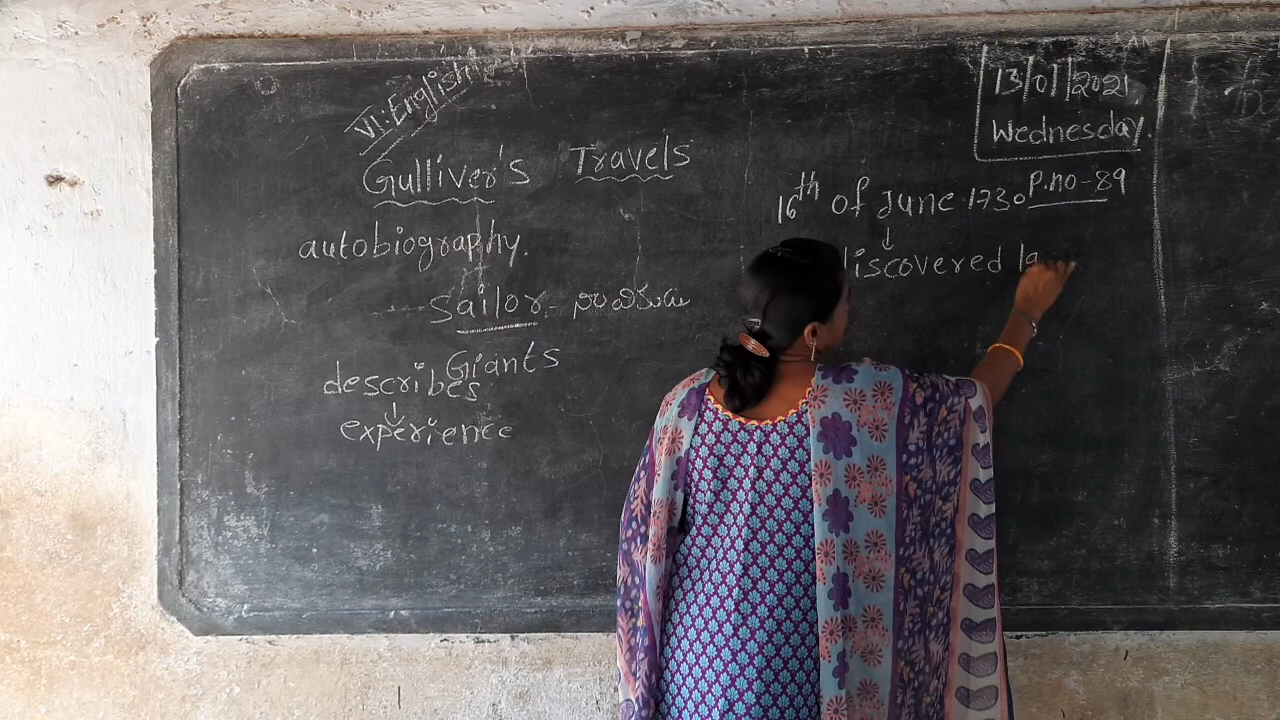 VI:English
13/01/2021
Wednesday.
Gulliver's Travels
P.no-89
16th of June 1730
autobiography.
discovered la
Sailor - నావికుడు
Giants
describes
↓
experience